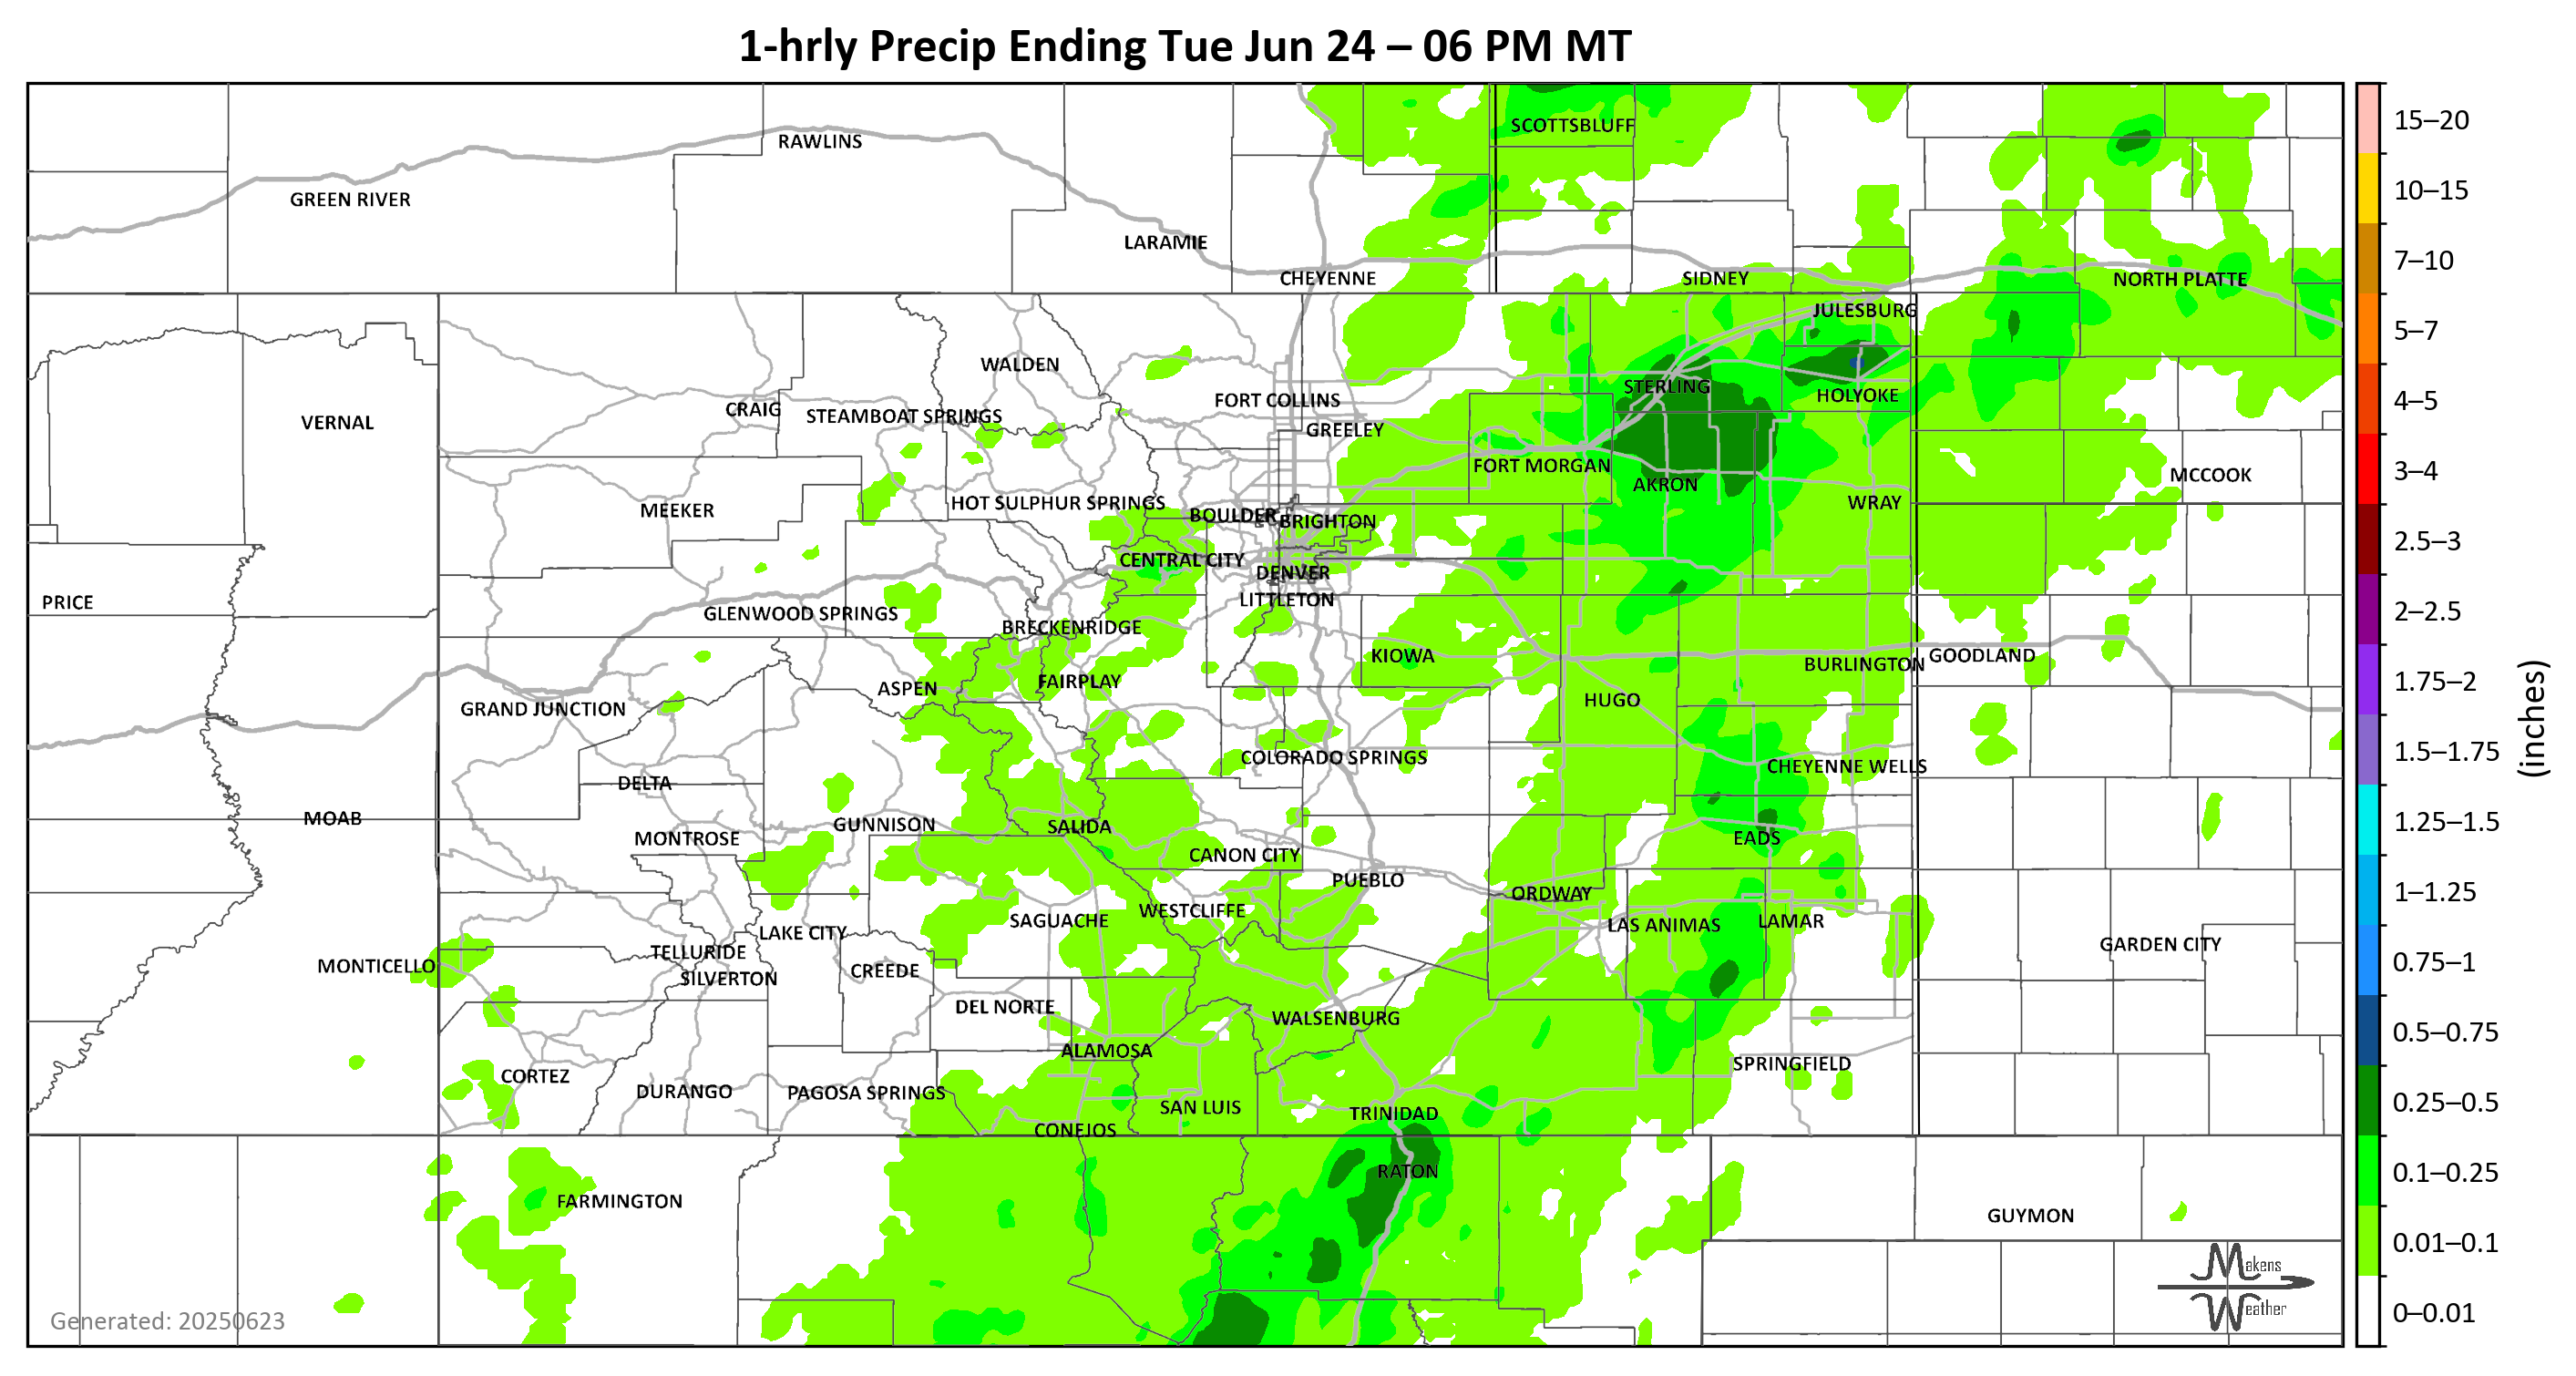 1-hrly Precip Ending Tue Jun 24 – 06 PM MT
15–20
SCOTTSBLUFF
RAWLINS
10–15
GREEN RIVER
LARAMIE
7–10
CHEYENNE
SIDNEY
NORTH PLATTE
JULESBURG
5–7
WALDEN
STERLING
HOLYOKE
4–5
FORT COLLINS
CRAIG
STEAMBOAT SPRINGS
VERNAL
GREELEY
FORT MORGAN
3–4
MCCOOK
AKRON
HOT SULPHUR SPRINGS
WRAY
MEEKER
BOULDER
BRIGHTON
2.5–3
CENTRAL CITY
DENVER
PRICE
LITTLETON
2–2.5
GLENWOOD SPRINGS
BRECKENRIDGE
KIOWA
GOODLAND
BURLINGTON
FAIRPLAY
1.75–2
ASPEN
HUGO
GRAND JUNCTION
(inches)
1.5–1.75
COLORADO SPRINGS
CHEYENNE WELLS
DELTA
MOAB
1.25–1.5
GUNNISON
SALIDA
MONTROSE
EADS
CANON CITY
PUEBLO
1–1.25
ORDWAY
WESTCLIFFE
SAGUACHE
LAS ANIMAS
LAMAR
LAKE CITY
GARDEN CITY
TELLURIDE
0.75–1
MONTICELLO
CREEDE
SILVERTON
DEL NORTE
WALSENBURG
0.5–0.75
ALAMOSA
SPRINGFIELD
CORTEZ
DURANGO
PAGOSA SPRINGS
0.25–0.5
SAN LUIS
TRINIDAD
CONEJOS
RATON
0.1–0.25
FARMINGTON
GUYMON
0.01–0.1
Makens
Weather
0–0.01
Generated: 20250623